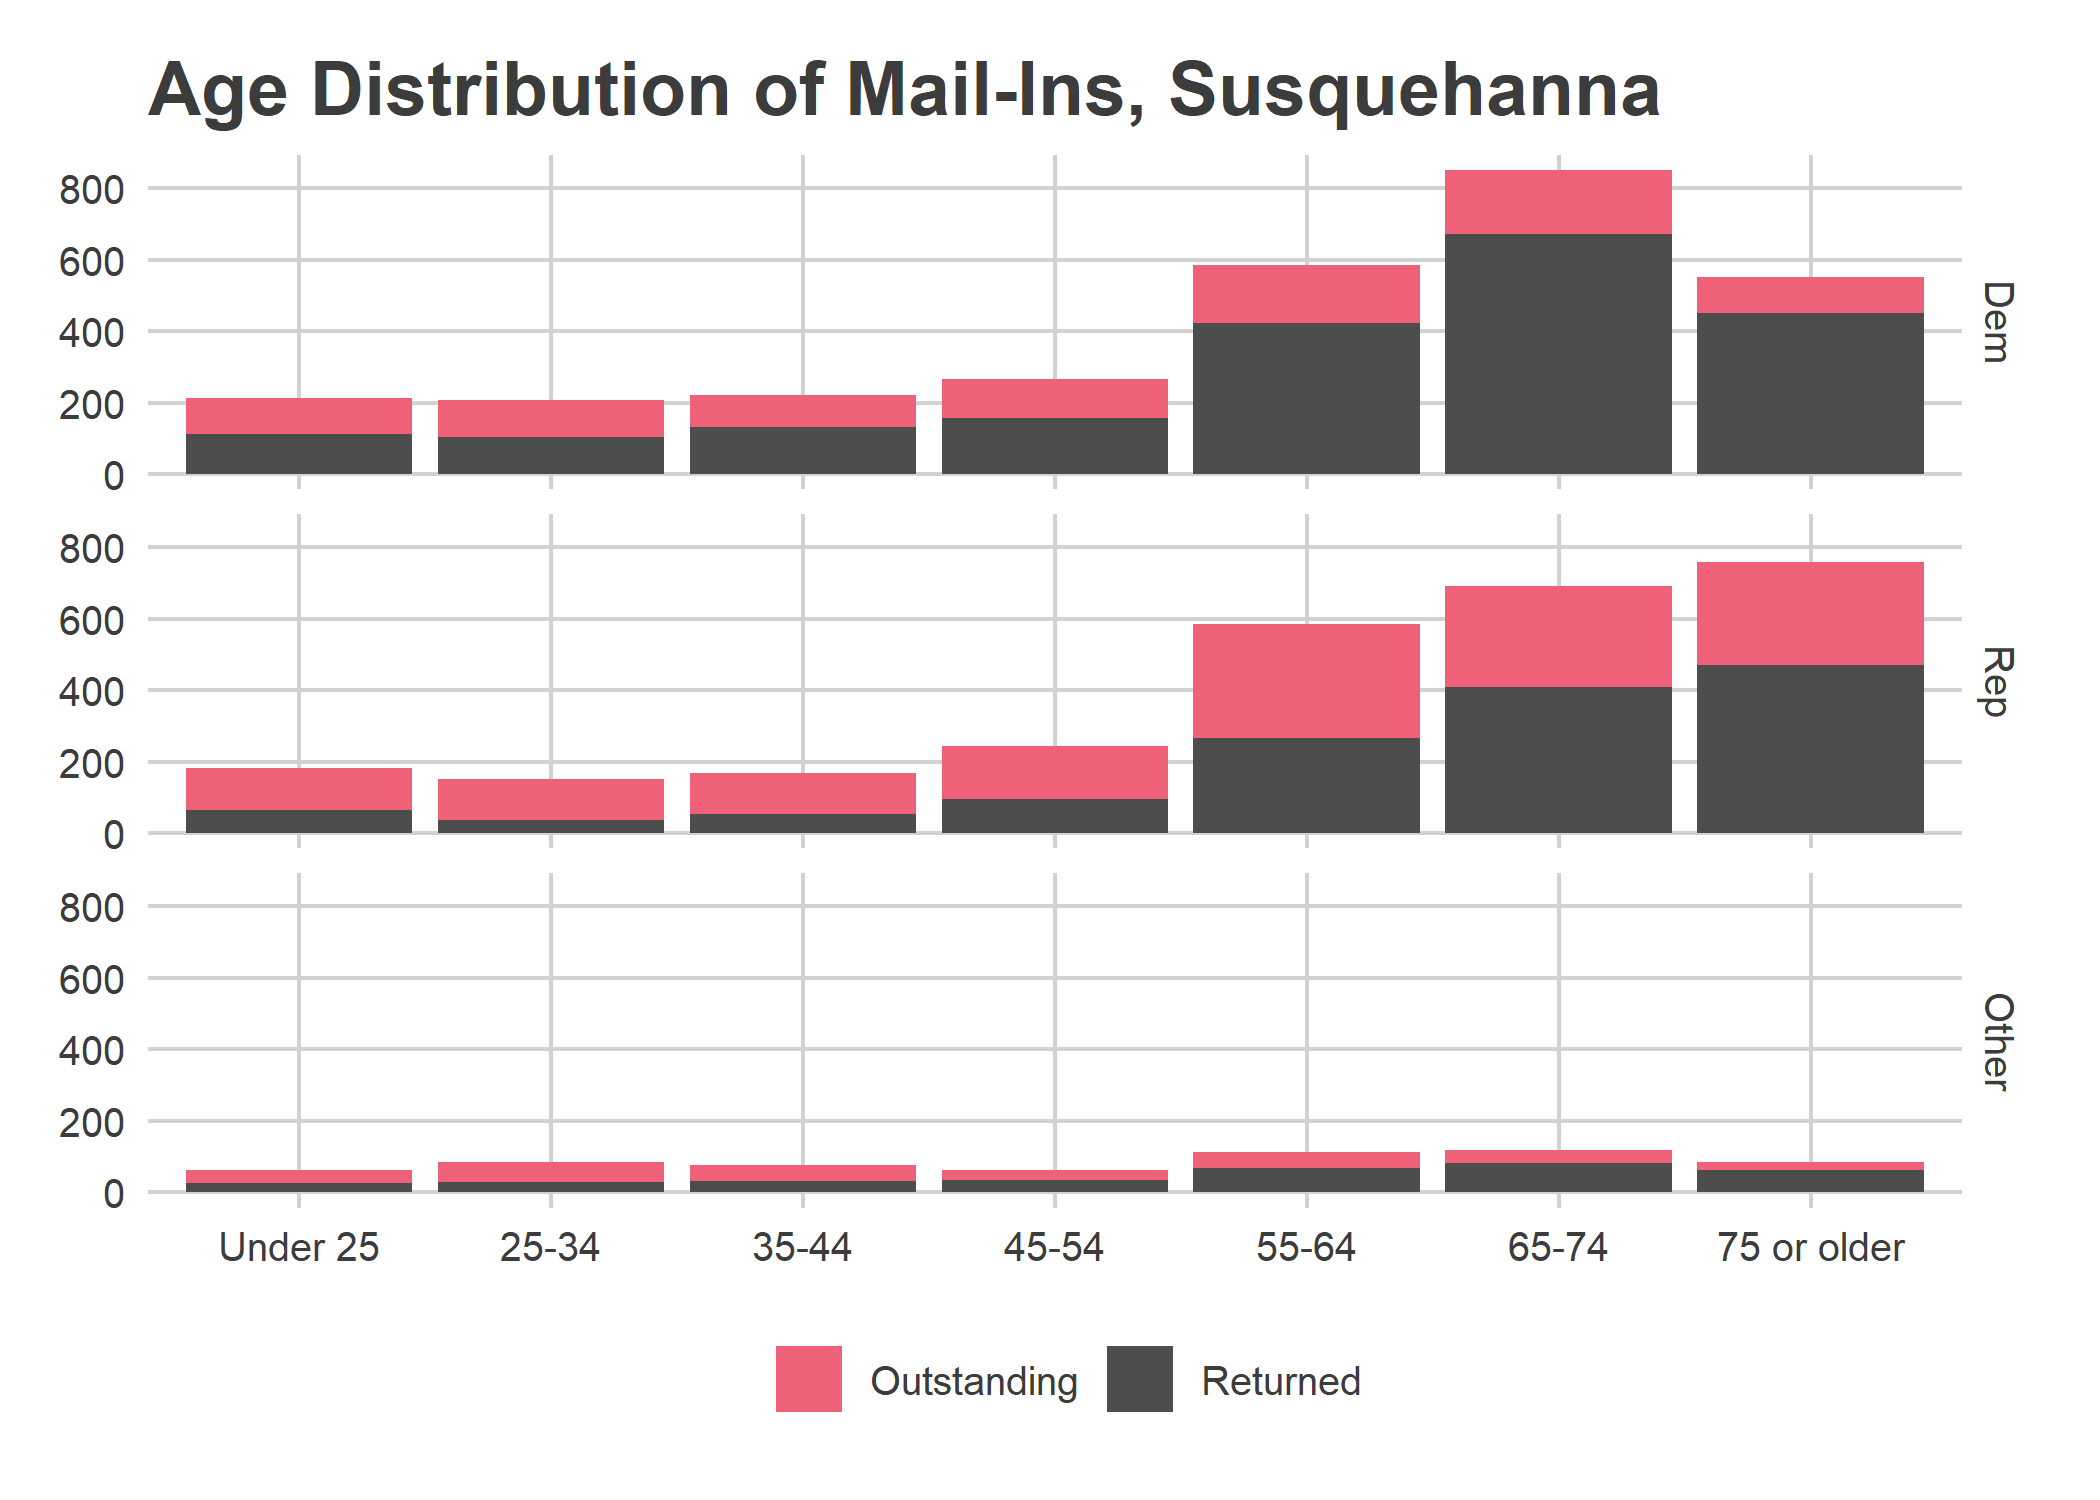 Age Distribution of Mail-Ins, Susquehanna
800
600
400
200
0
Dem
800
600
400
200
0
Rep
800
600
400
200
0
Other
Under 25 25-34 35-44 45-54 55-64 65-74 75 or older
Outstanding Returned